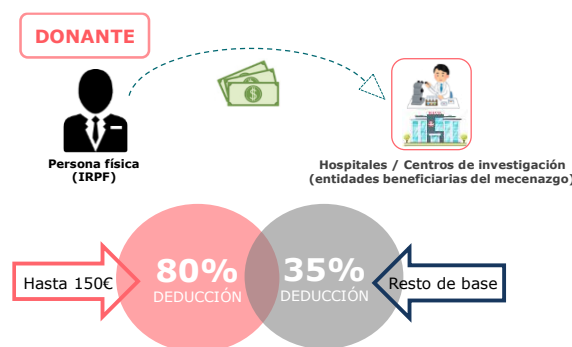 DONANTE
Persona física
(IRPF)
Hospitales / Centros de investigación
(entidades beneficiarias del mecenazgo)
Hasta 150€
80%
DEDUCCIÓN
35%
DEDUCCIÓN
Resto de base